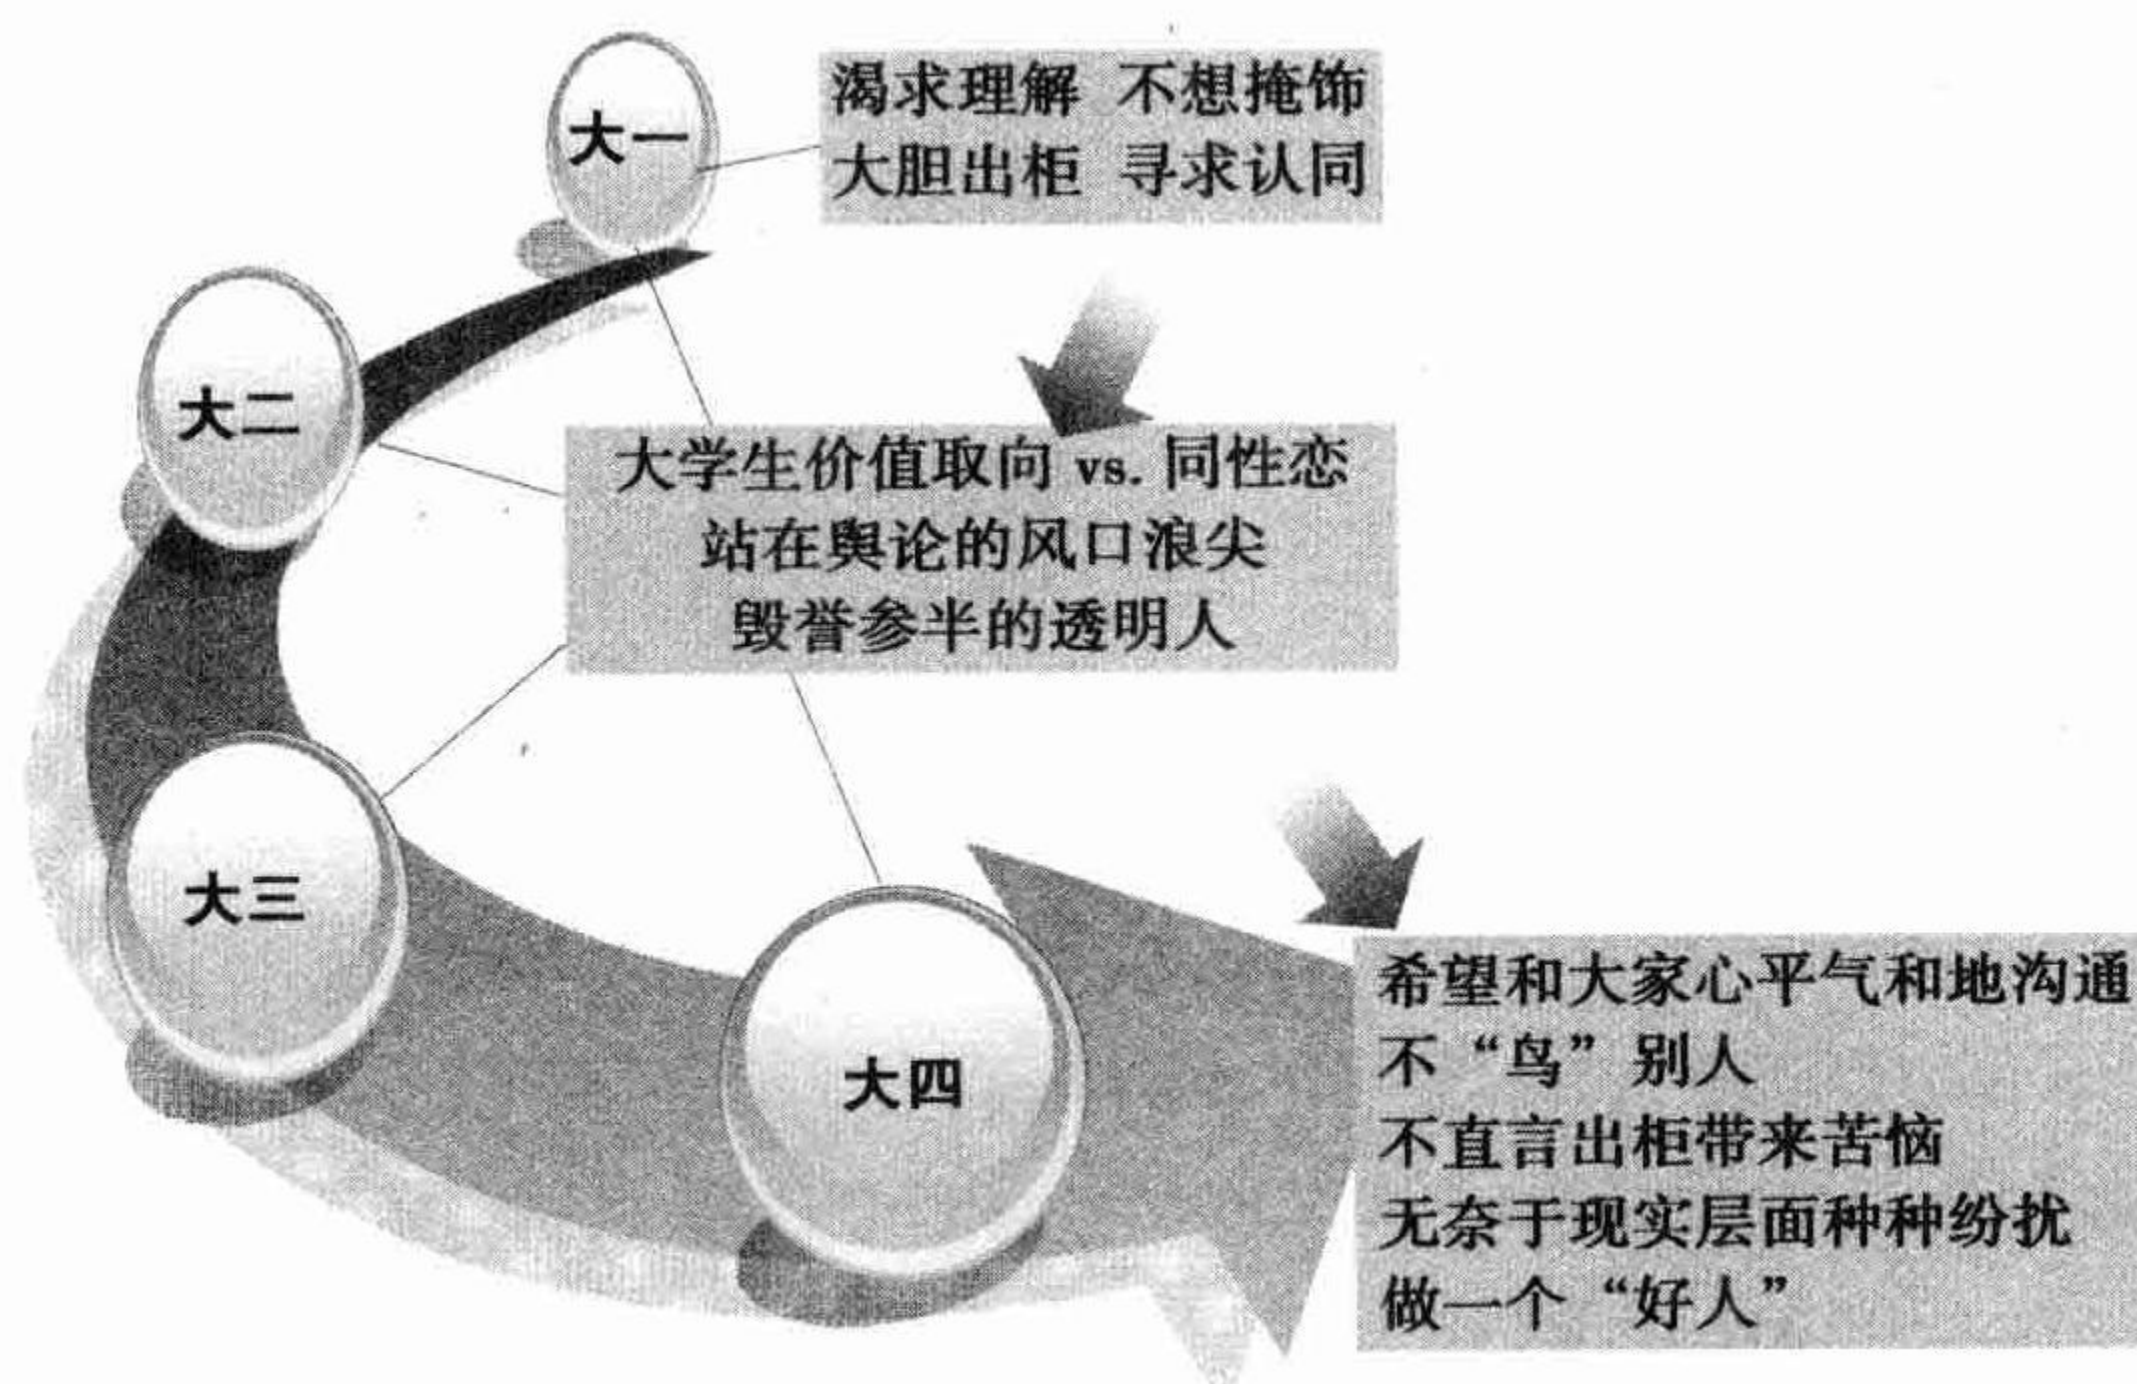 大一
渴求理解 不想掩饰
大胆出柜 寻求认同
大二
大学生价值取向 vs. 同性恋
站在舆论的风口浪尖
毁誉参半的透明人
大三
大四
希望和大家心平气和地沟通
不“鸟”别人
不直言出柜带来苦恼
无奈于现实层面种种纷扰
做一个“好人”